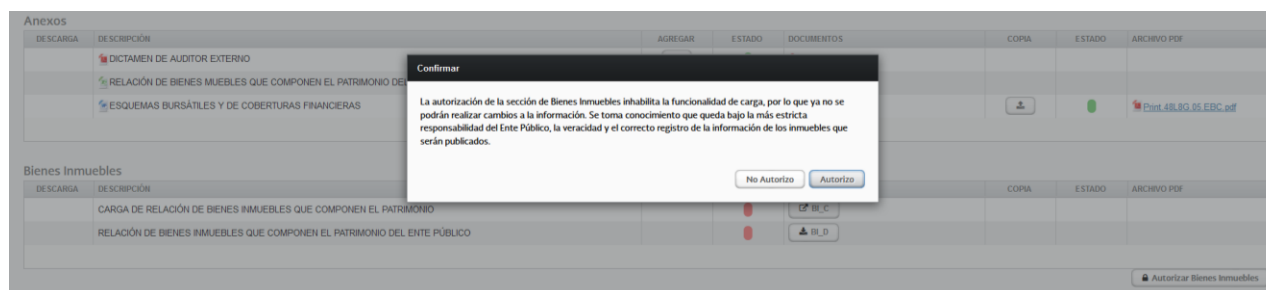 Anexos
DESCARGA DESCRIPCIÓN AGREGAR ESTADO DOCUMENTOS COPIA ESTADO ARCHIVO PDF
DICTAMEN DE AUDITOR EXTERNO
RELACIÓN DE BIENES MUEBLES QUE COMPONEN EL PATRIMONIO DEL
ESQUEMAS BURSÁTILES Y DE COBERTURAS FINANCIERAS Print.48L8G.05.EBC.pdf
Confirmar
La autorización de la sección de Bienes Inmuebles inhabilita la funcionalidad de carga, por lo que ya no se
podrán realizar cambios a la información. Se toma conocimiento que queda bajo la más estricta
responsabilidad del Ente Público, la veracidad y el correcto registro de la información de los inmuebles que
serán publicados.
No Autorizo Autorizo
Bienes Inmuebles
DESCARGA DESCRIPCIÓN COPIA ESTADO ARCHIVO PDF
CARGA DE RELACIÓN DE BIENES INMUEBLES QUE COMPONEN EL PATRIMONIO BI_C
RELACIÓN DE BIENES INMUEBLES QUE COMPONEN EL PATRIMONIO DEL ENTE PÚBLICO BI_D
Autorizar Bienes Inmuebles